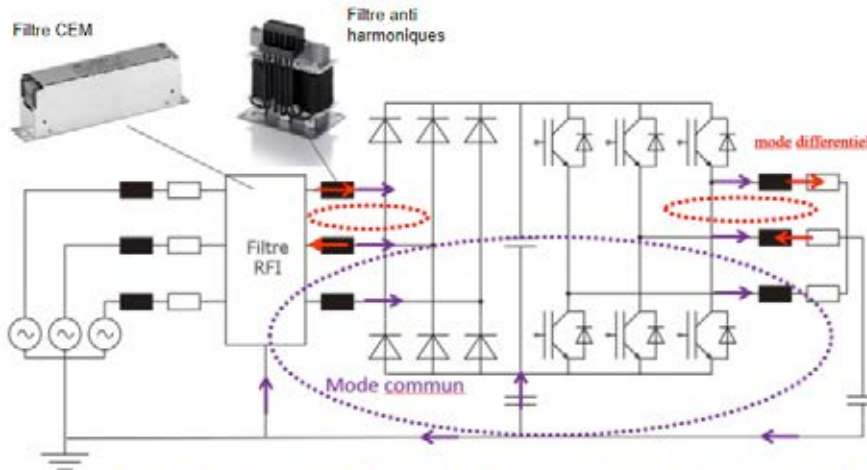 Filtre CEM
Filtre anti
harmoniques
mode differentiel
Filtre
RFI
Mode commun